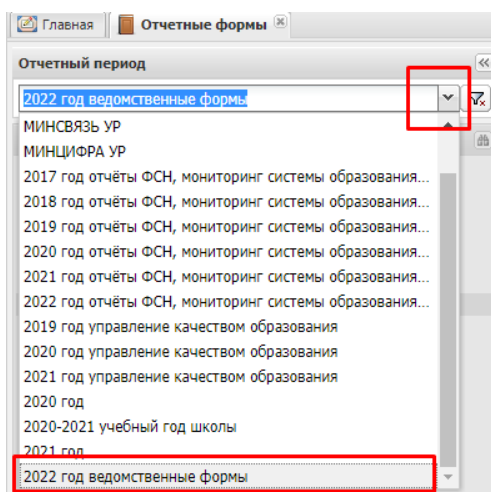 Главная
Отчетные формы
Отчетный период
2022 год ведомственные формы
МИНСВЯЗЬ УР
МИНЦИФРА УР
2017 год отчёты ФСН, мониторинг системы образования...
2018 год отчёты ФСН, мониторинг системы образования...
2019 год отчёты ФСН, мониторинг системы образования...
2020 год отчёты ФСН, мониторинг системы образования...
2021 год отчёты ФСН, мониторинг системы образования...
2022 год отчёты ФСН, мониторинг системы образования...
2019 год управление качеством образования
2020 год управление качеством образования
2021 год управление качеством образования
2020 год
2020-2021 учебный год школы
2021 год
2022 год ведомственные формы